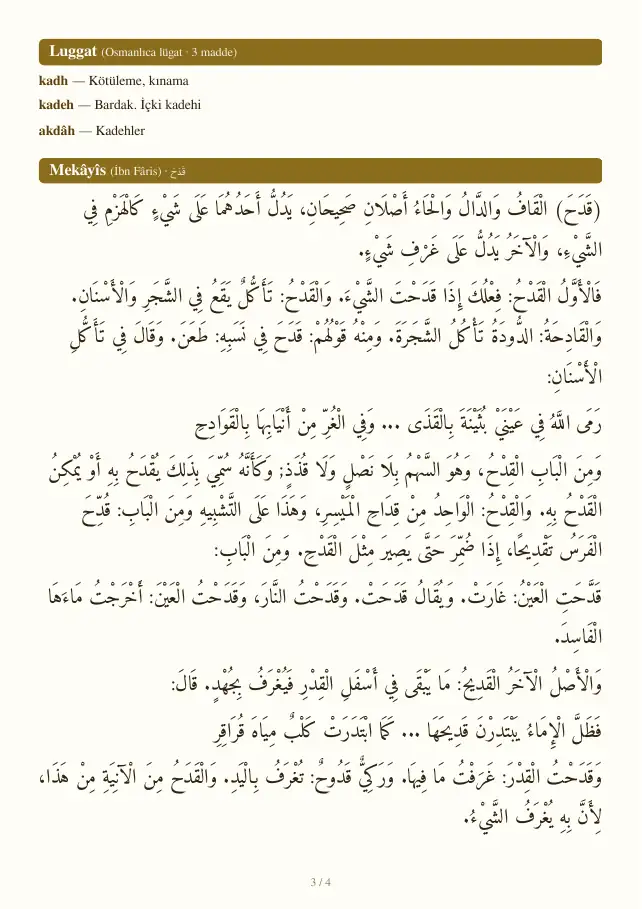 Luggat (Osmanlıca lügat · 3 madde)
kadh — Kötüleme, kınama
kadeh — Bardak. İçki kadehi
akdâh — Kadehler
Mekâyîs (İbn Fâris) · قدح
(قَدَحَ) الْقَافُ وَالدَّالُ وَالْحَاءُ أَصْلَانِ صَحِيحَانِ، يَدُلُّ أَحَدُهُمَا عَلَى شَيْءٍ كَالْهَزْمِ فِي
الشَّيْءِ، وَالْآخَرُ يَدُلُّ عَلَى غَرْفِ شَيْءٍ.
فَالْأَوَّلُ الْقَدْحُ: فِعْلُكَ إِذَا قَدَحْتَ الشَّيْءَ. وَالْقَدْحُ: تَأَكُّلٌ يَقَعُ فِي الشَّجَرِ وَالْأَسْنَانِ.
وَالْقَادِحَةُ: الدُّودَةُ تَأْكُلُ الشَّجَرَةَ. وَمِنْهُ قَوْلُهُمْ: قَدَحَ فِي نَسَبِهِ: طَعَنَ. وَقَالَ فِي تَأَكُّلِ
الْأَسْنَانِ:
رَمَى اللَّهُ فِي عَيْنَيْ بُثَيْنَةَ بِالْقَذَى ... وَفِي الْغُرِّ مِنْ أَنْيَابِهَا بِالْقَوَادِحِ
وَمِنَ الْبَابِ الْقِدْحُ، وَهُوَ السَّهْمُ بِلَا نَصْلٍ وَلَا قُذَذٍ; وَكَأَنَّهُ سُمِّيَ بِذَلِكَ يُقْدَحُ بِهِ أَوْ يُمْكِنُ
الْقَدْحُ بِهِ. وَالْقِدْحُ: الْوَاحِدُ مِنْ قِدَاحِ الْمَيْسِرِ، وَهَذَا عَلَى التَّشْبِيهِ وَمِنَ الْبَابِ: قُدِّحَ
الْفَرَسُ تَقْدِيحًا، إِذَا ضُمِّرَ حَتَّى يَصِيرَ مِثْلَ الْقَدْحِ. وَمِنَ الْبَابِ:
قَدَّحَتِ الْعَيْنُ: غَارَتْ. وَيُقَالُ قَدَحَتْ. وَقَدَحْتُ النَّارَ، وَقَدَحْتُ الْعَيْنَ: أَخْرَجْتُ مَاءَهَا
الْفَاسِدَ.
وَالْأَصْلُ الْآخَرُ الْقَدِيحُ: مَا يَبْقَى فِي أَسْفَلِ الْقِدْرِ فَيُغْرَفُ بِجُهْدٍ. قَالَ:
فَظَلَّ الْإِمَاءُ يَبْتَدِرْنَ قَدِيحَهَا ... كَمَا ابْتَدَرَتْ كَلْبٌ مِيَاهَ قُرَاقِرِ
وَقَدَحْتُ الْقِدْرَ: غَرَفْتُ مَا فِيهَا. وَرَكِيٌّ قَدُوحٌ: تُغْرَفُ بِالْيَدِ. وَالْقَدَحُ مِنَ الْآنِيَةِ مِنْ هَذَا،
لِأَنَّ بِهِ يُغْرَفُ الشَّيْءُ.
3 / 4